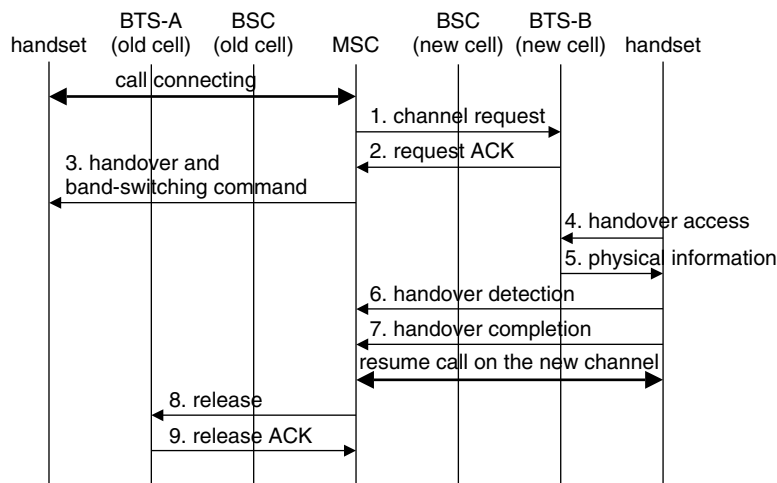 BTS-A BSC BSC BTS-B
handset (old cell) (old cell) MSC (new cell) (new cell) handset
call connecting
1. channel request
2. request ACK
3. handover and
band-switching command
4. handover access
5. physical information
6. handover detection
7. handover completion
resume call on the new channel
8. release
9. release ACK